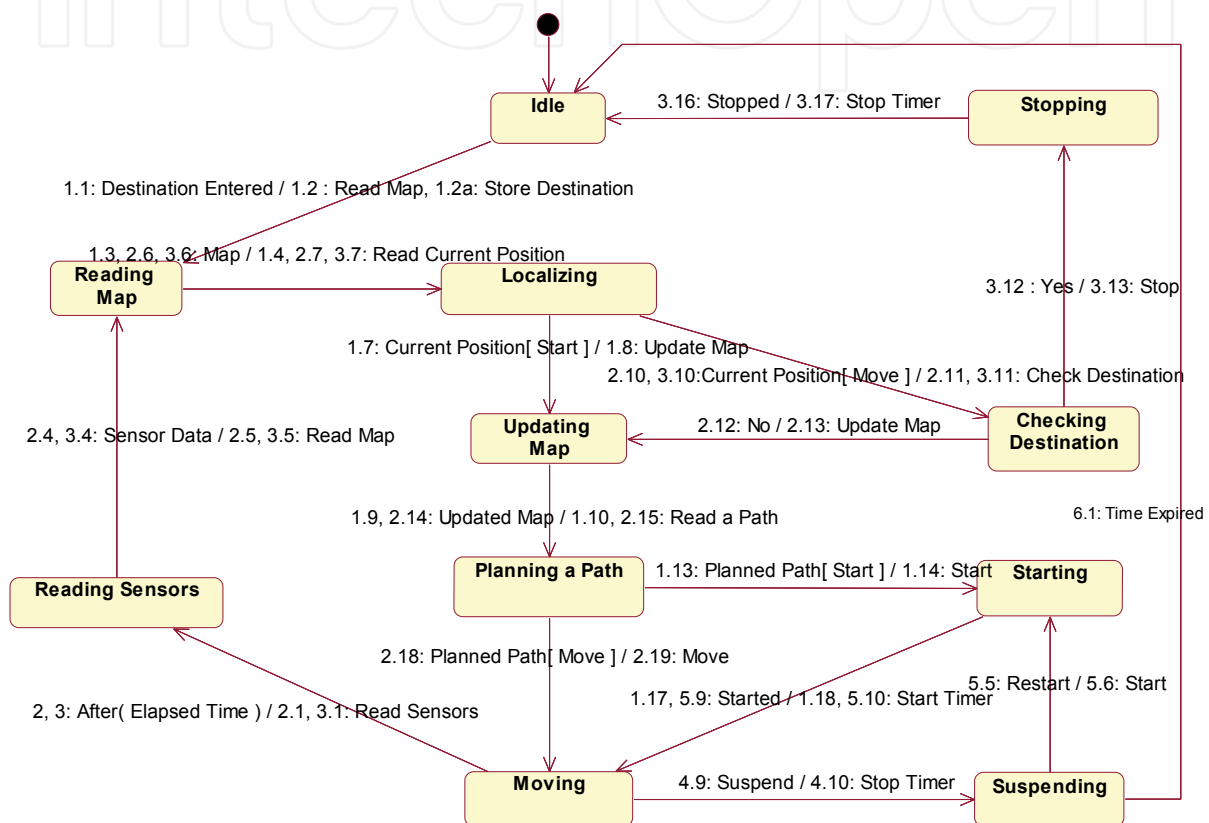 IntechOpen
Idle
3.16: Stopped / 3.17: Stop Timer
Stopping
1.1: Destination Entered / 1.2 : Read Map, 1.2a: Store Destination
1.3, 2.6, 3.6: Map / 1.4, 2.7, 3.7: Read Current Position
Reading
Map
Localizing
3.12 : Yes / 3.13: Stop
1.7: Current Position[ Start ] / 1.8: Update Map
2.10, 3.10:Current Position[ Move ] / 2.11, 3.11: Check Destination
2.4, 3.4: Sensor Data / 2.5, 3.5: Read Map
Updating
Map
2.12: No / 2.13: Update Map
Checking
Destination
1.9, 2.14: Updated Map / 1.10, 2.15: Read a Path
6.1: Time Expired
Reading Sensors
Planning a Path
1.13: Planned Path[ Start ] / 1.14: Start
Starting
2.18: Planned Path[ Move ] / 2.19: Move
5.5: Restart / 5.6: Start
1.17, 5.9: Started / 1.18, 5.10: Start Timer
2, 3: After( Elapsed Time ) / 2.1, 3.1: Read Sensors
Moving
4.9: Suspend / 4.10: Stop Timer
Suspending